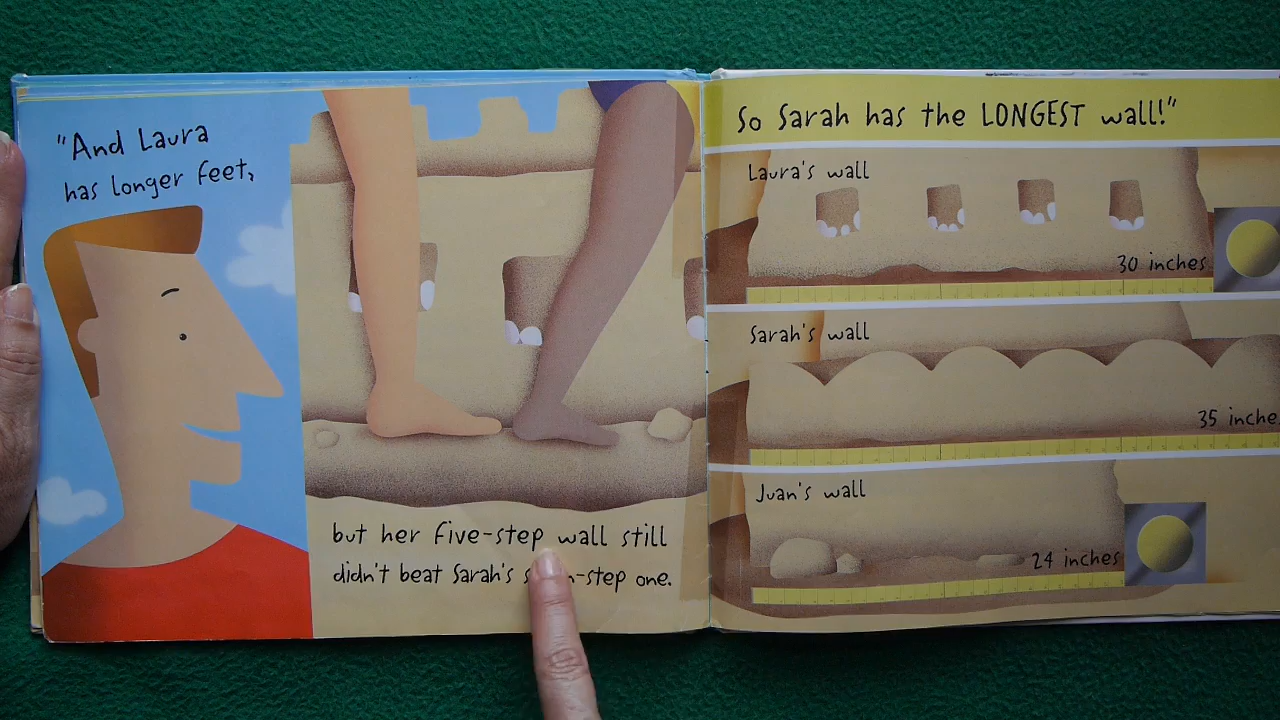 "And Laura
has longer feet,
but her five-step wall still
didn't beat Sarah's -step one.
So Sarah has the LONGEST wall!"
Laura's wall
30 inches
Sarah's wall
35 inche
Juan's wall
24 inches